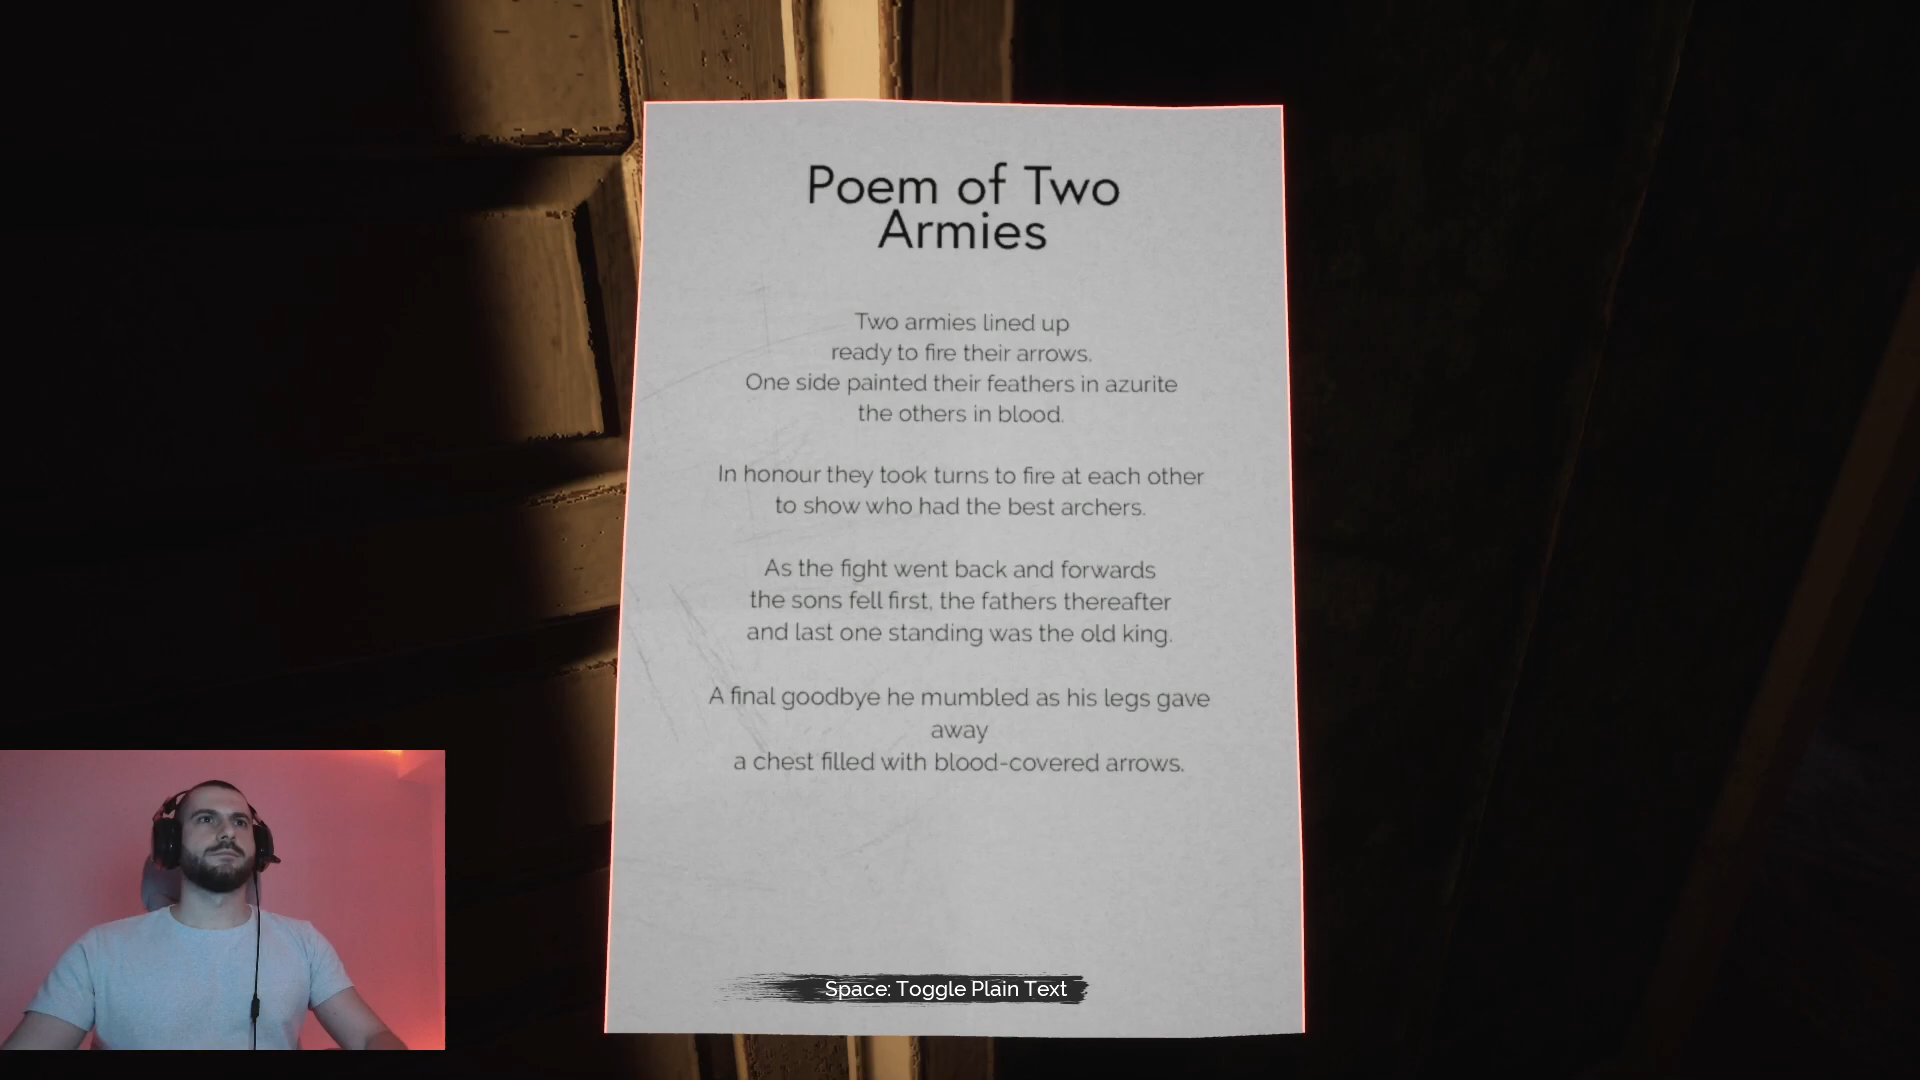 Poem of Two
Armies
Two armies lined up
ready to fire their arrows.
One side painted their feathers in azurite
the others in blood.
In honour they took turns to fire at each other
to show who had the best archers.
As the fight went back and forwards
the sons fell first, the fathers thereafter
and last one standing was the old king.
A final goodbye he mumbled as his legs gave
away
a chest filled with blood-covered arrows.
Space: Toggle Plain Text